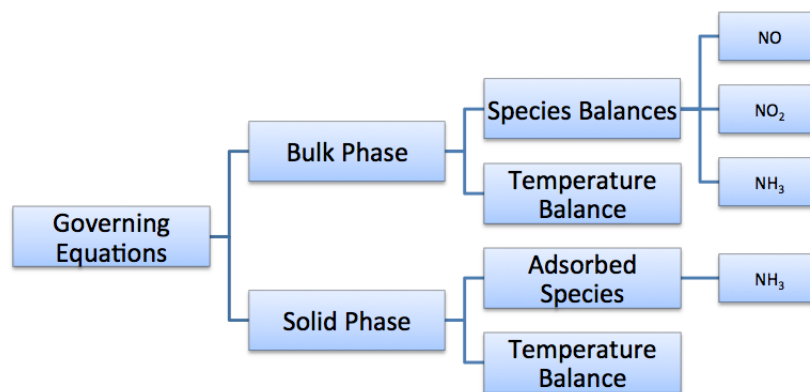 NO
Species Balances
NO₂
Bulk Phase
Temperature
Balance
NH₃
Governing
Equations
Adsorbed
Species
NH₃
Solid Phase
Temperature
Balance